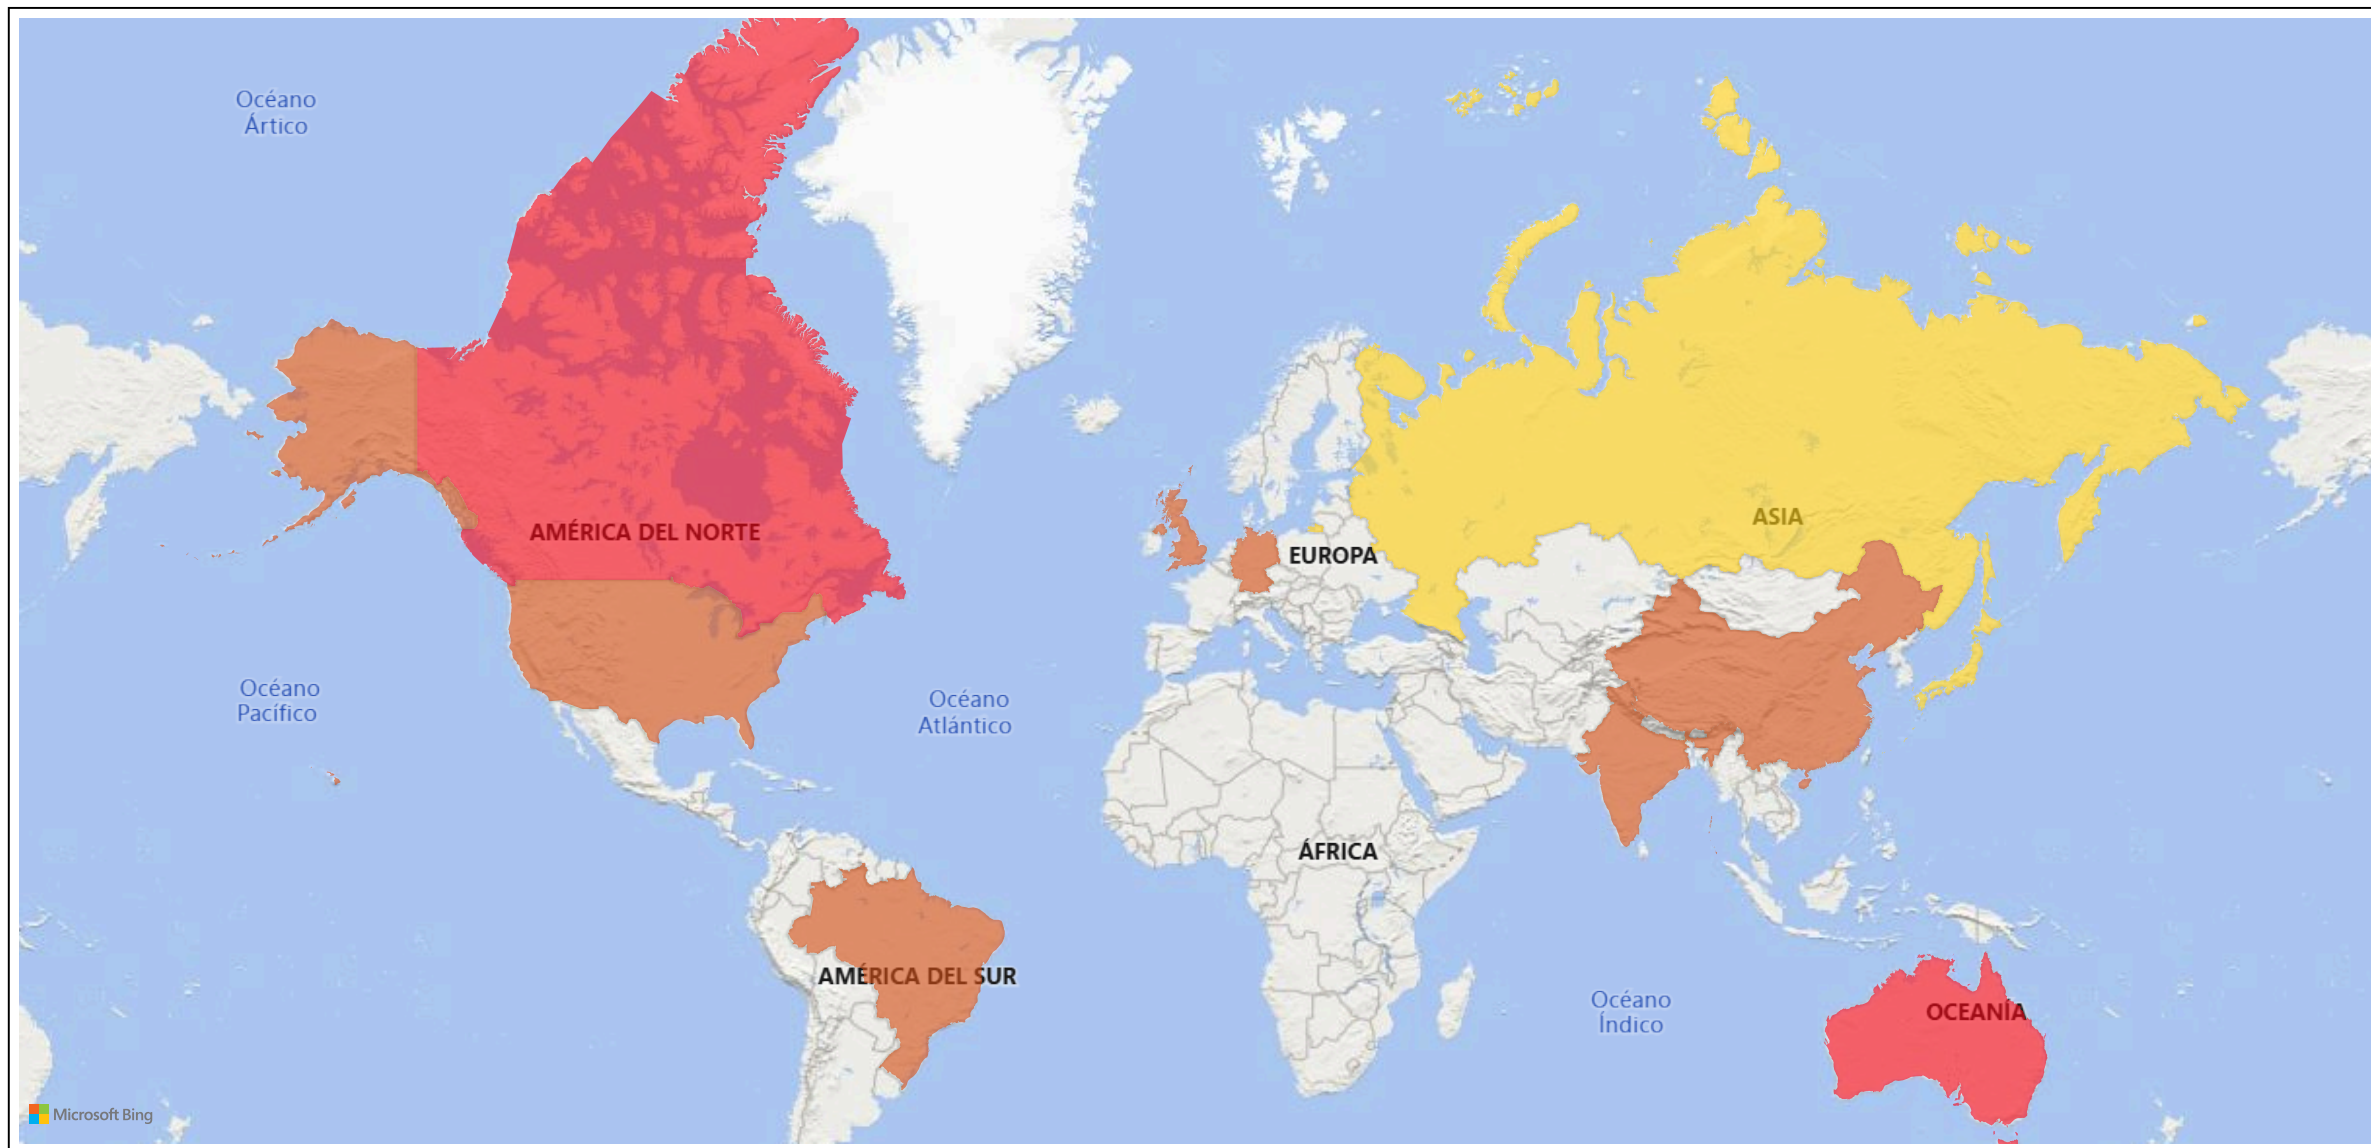 Océano
Ártico
AMÉRICA DEL NORTE
ASIA
EUROPA
Océano
Pacífico
Océano
Atlántico
ÁFRICA
AMÉRICA DEL SUR
Océano
Índico
OCEANÍA
Microsoft Bing